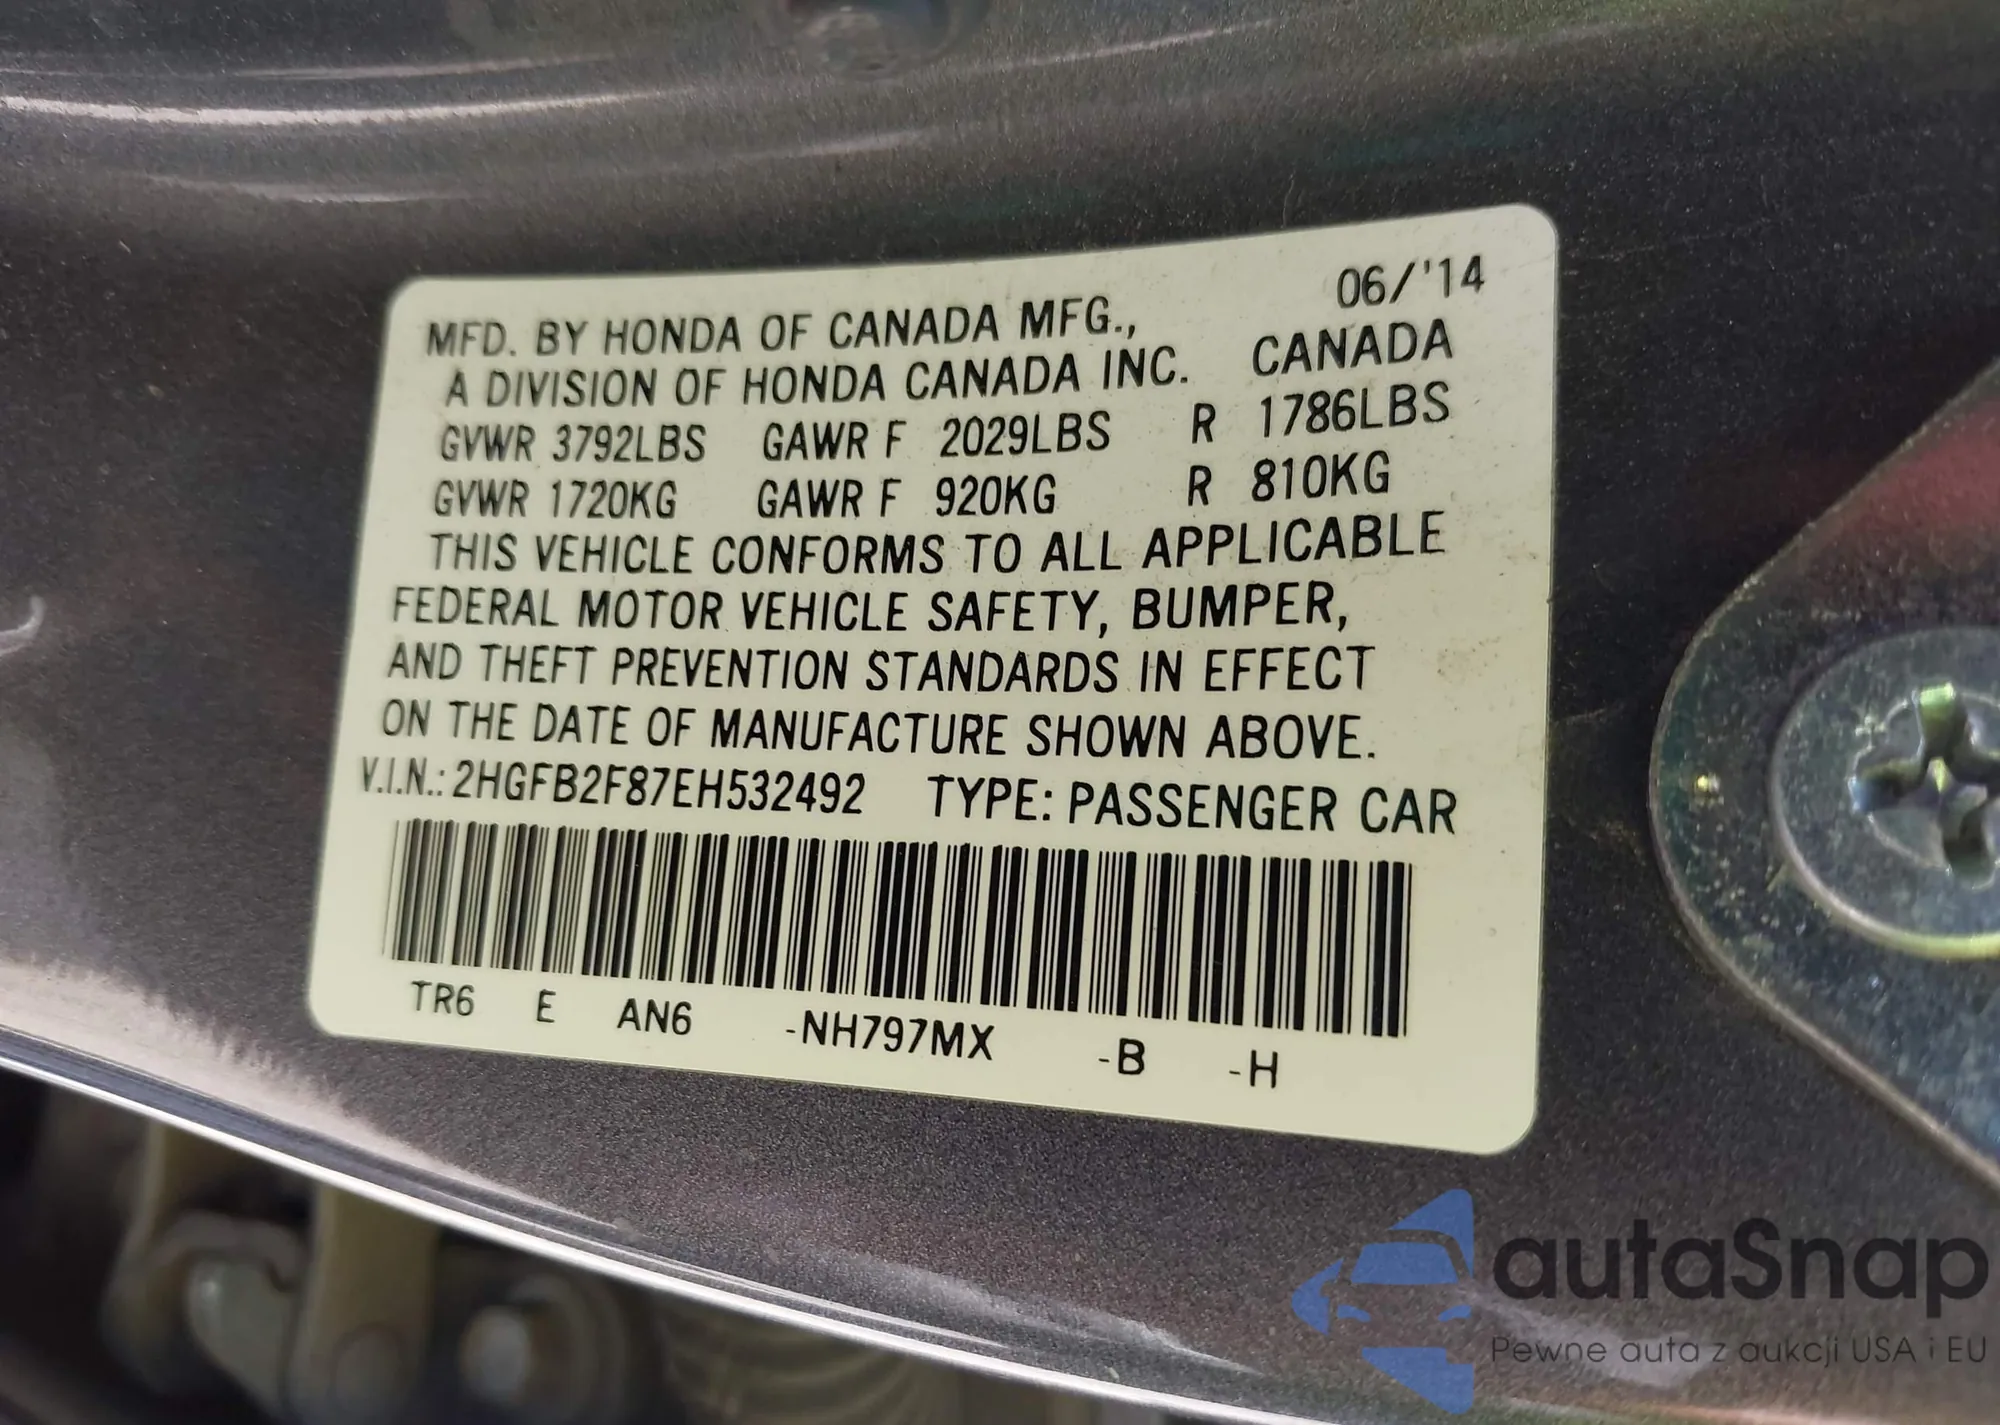 06/'14
MFD. BY HONDA OF CANADA MFG.,
A DIVISION OF HONDA CANADA INC. CANADA
GVWR 3792LBS GAWR F 2029LBS R 1786LBS
GVWR 1720KG GAWR F 920KG R 810KG
THIS VEHICLE CONFORMS TO ALL APPLICABLE
FEDERAL MOTOR VEHICLE SAFETY, BUMPER,
AND THEFT PREVENTION STANDARDS IN EFFECT
ON THE DATE OF MANUFACTURE SHOWN ABOVE.
V.I.N.: 2HGFB2F87EH532492 TYPE: PASSENGER CAR
TR6 E AN6 -NH797MX -B -H
autaSnap
Pewne auta z aukcji USA i EU